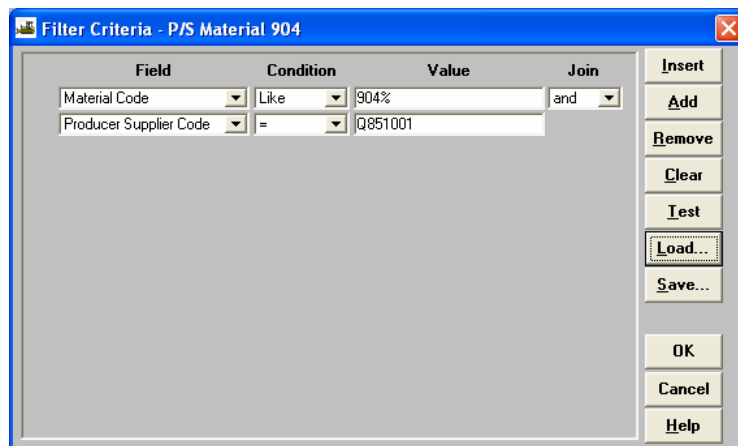 Filter Criteria - P/S Material 904
Field Condition Value Join
Material Code Like 904% and
Producer Supplier Code = Q851001
Insert
Add
Remove
Clear
Test
Load...
Save...
OK
Cancel
Help